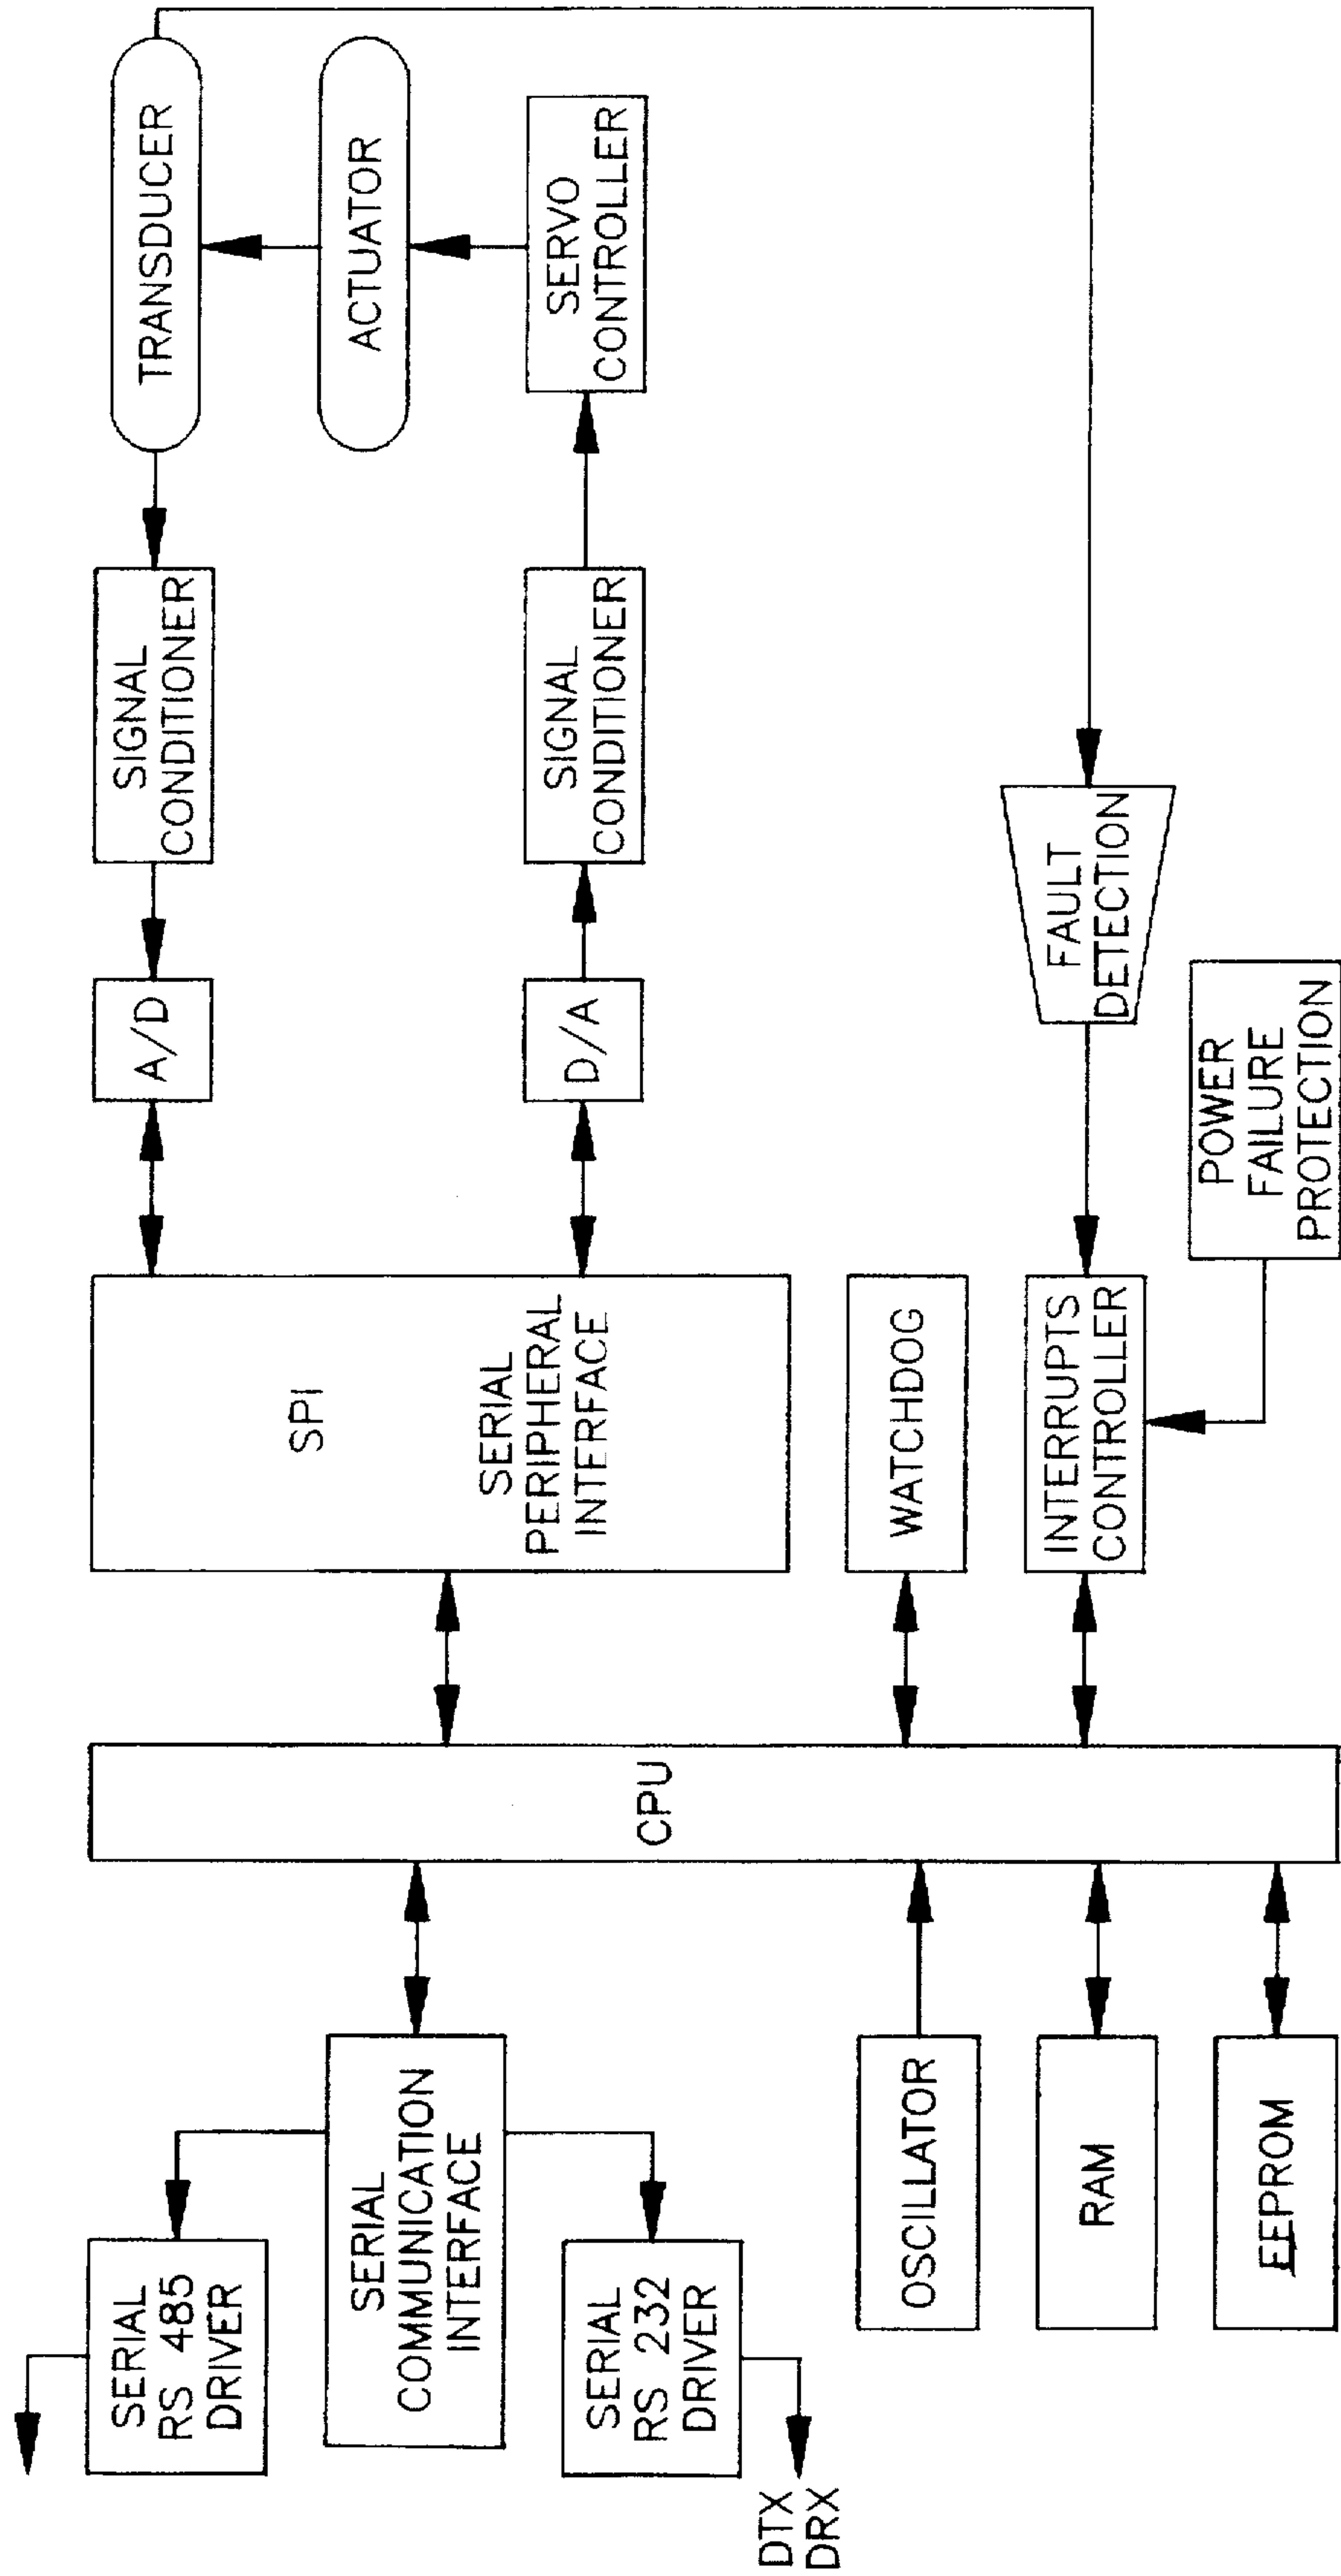 SERIAL
RS 485
DRIVER
SERIAL
COMMUNICATION
INTERFACE
SERIAL
RS 232
DRIVER
DTX
DRX
OSCILLATOR
RAM
EEPROM
CPU
SPI
SERIAL
PERIPHERAL
INTERFACE
WATCHDOG
INTERRUPTS
CONTROLLER
A/D
D/A
SIGNAL
CONDITIONER
SIGNAL
CONDITIONER
TRANSDUCER
ACTUATOR
SERVO
CONTROLLER
FAULT
DETECTION
POWER
FAILURE
PROTECTION